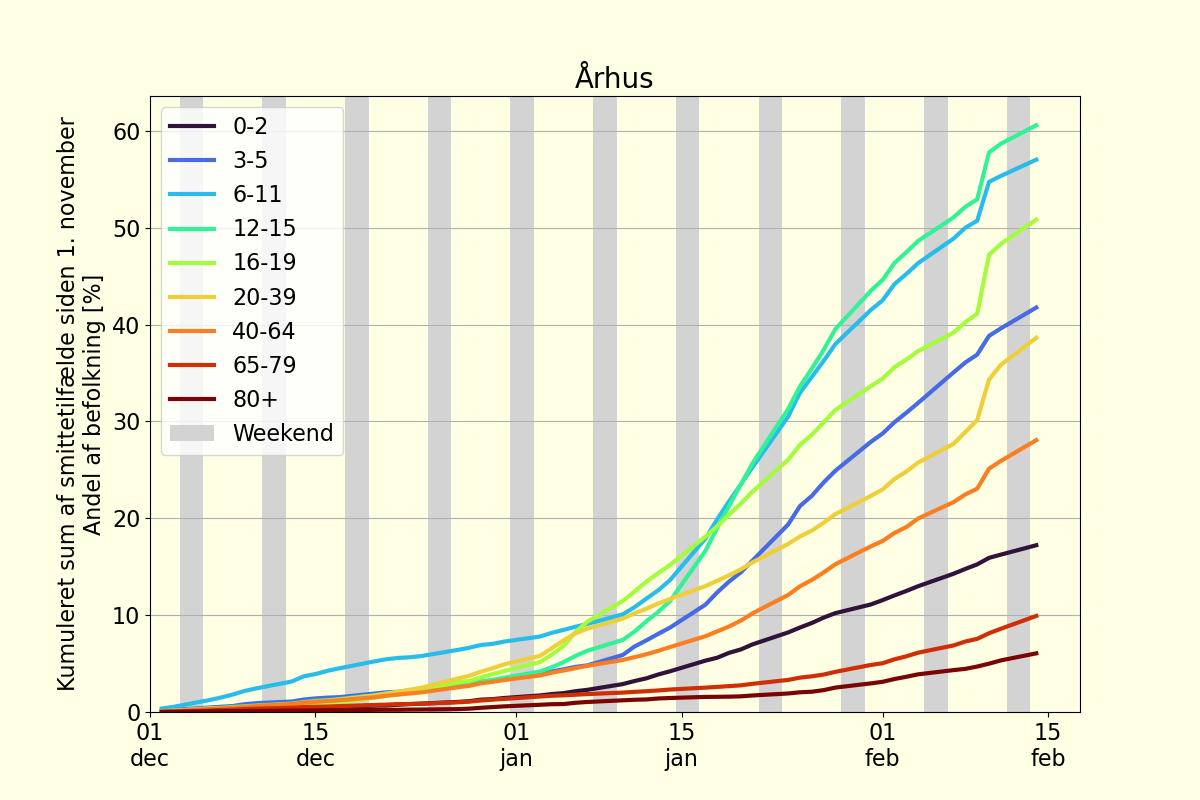 Århus
Kumuleret sum af smittetilfælde siden 1. november
Andel af befolkning [%]
60
50
40
30
20
10
0
0-2
3-5
6-11
12-15
16-19
20-39
40-64
65-79
80+
Weekend
01 15 01 15 01 15
dec dec jan jan feb feb